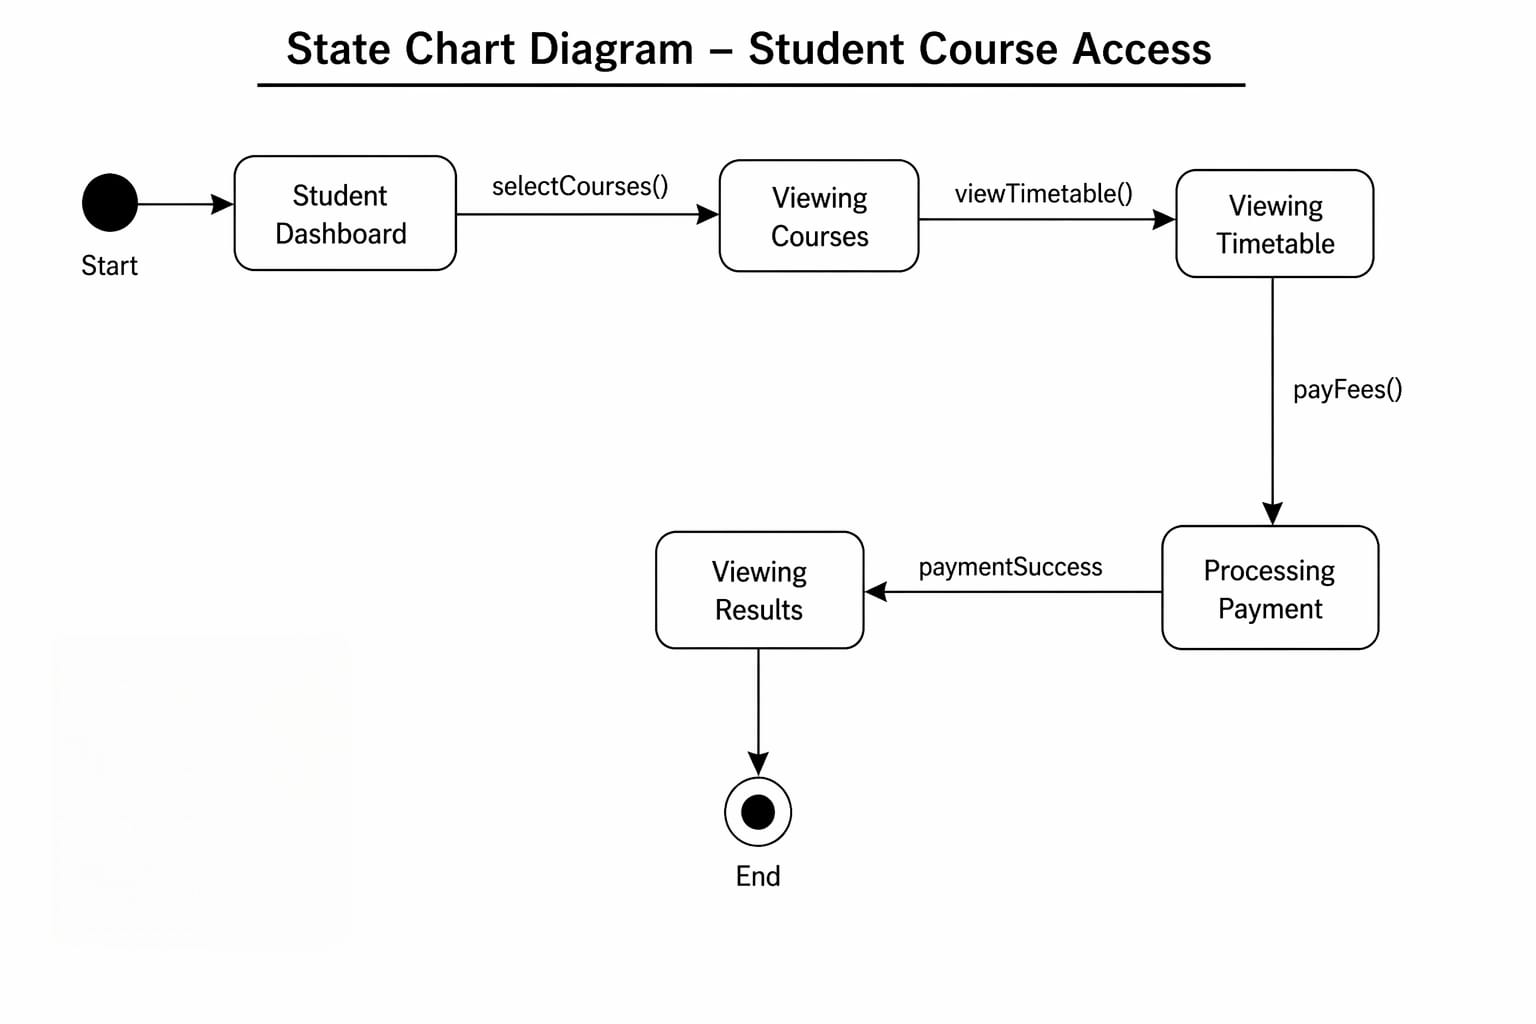 State Chart Diagram – Student Course Access
Start
Student
Dashboard
selectCourses()
Viewing
Courses
viewTimetable()
Viewing
Timetable
payFees()
Processing
Payment
paymentSuccess
Viewing
Results
End